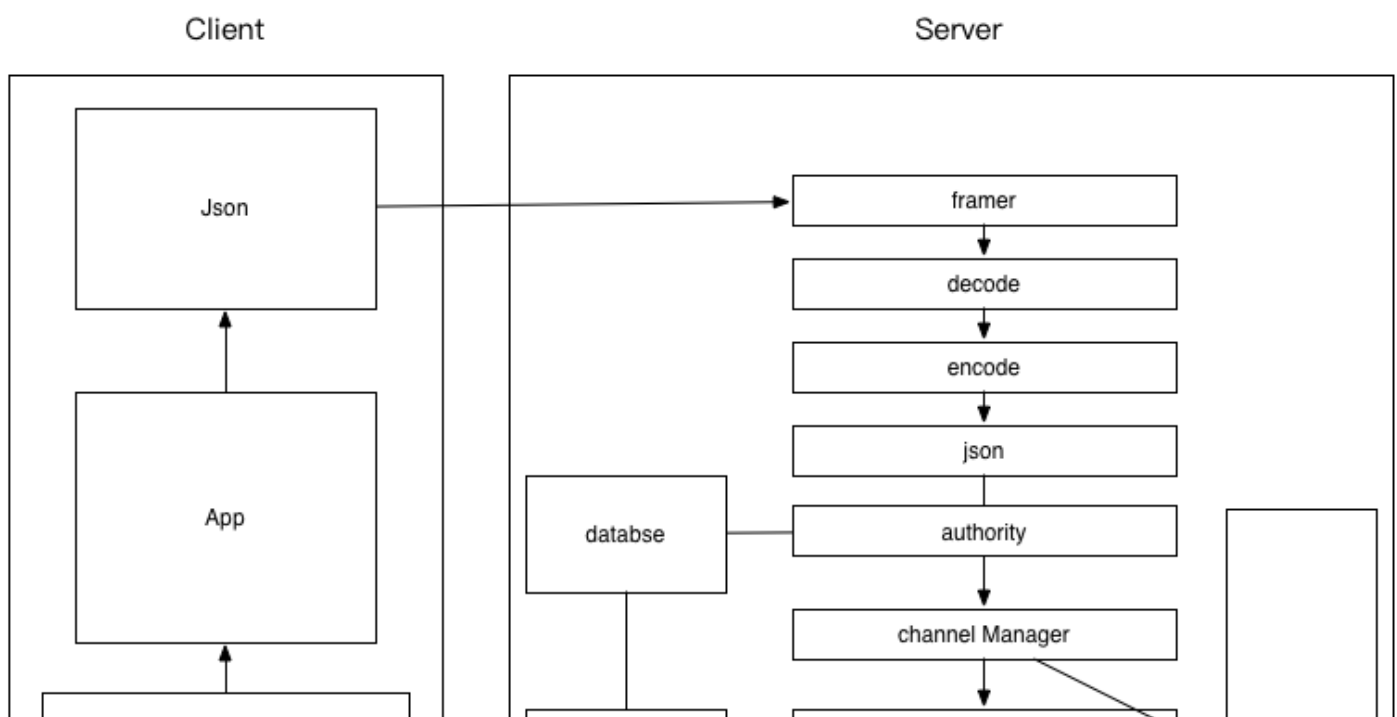 Client
Server
Json
framer
decode
encode
json
App
databse
authority
channel Manager